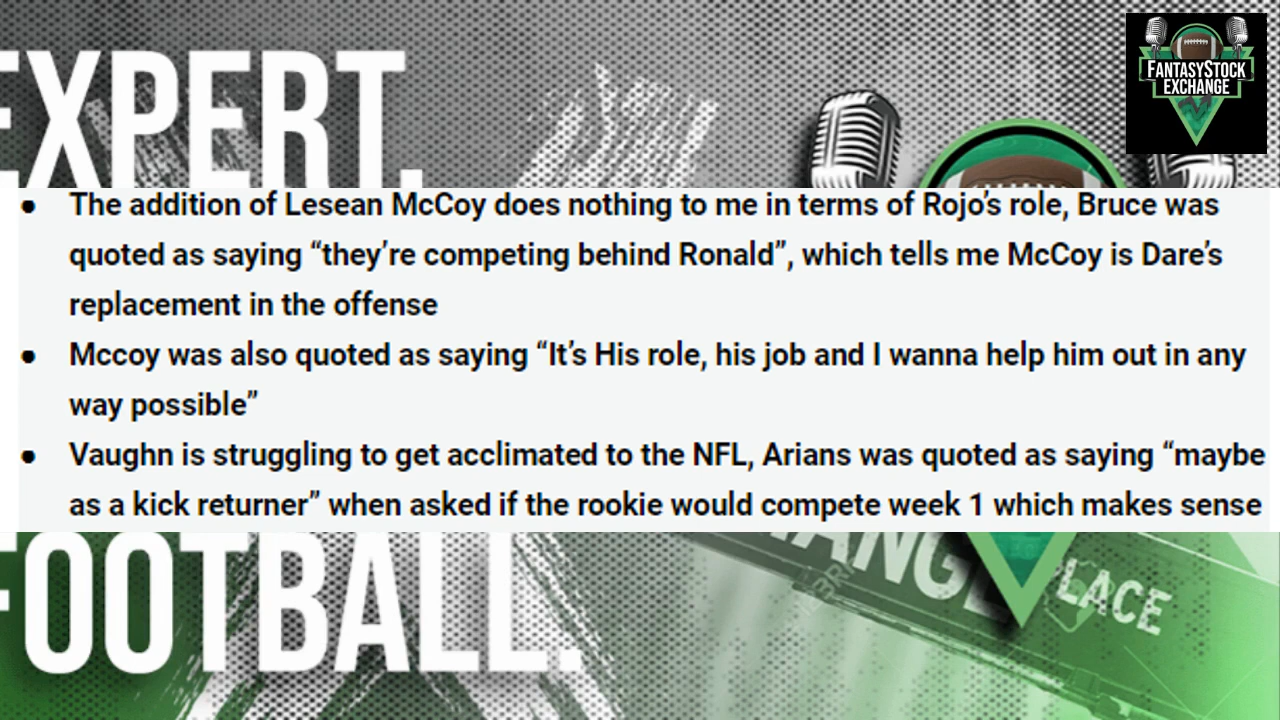 EXPERT.
FANTASYSTOCK
EXCHANGE
● The addition of Lesean McCoy does nothing to me in terms of Rojo’s role, Bruce was
quoted as saying “they’re competing behind Ronald”, which tells me McCoy is Dare’s
replacement in the offense
● Mccoy was also quoted as saying “It’s His role, his job and I wanna help him out in any
way possible”
● Vaughn is struggling to get acclimated to the NFL, Arians was quoted as saying “maybe
as a kick returner” when asked if the rookie would compete week 1 which makes sense
FOOTBALL.
LACE